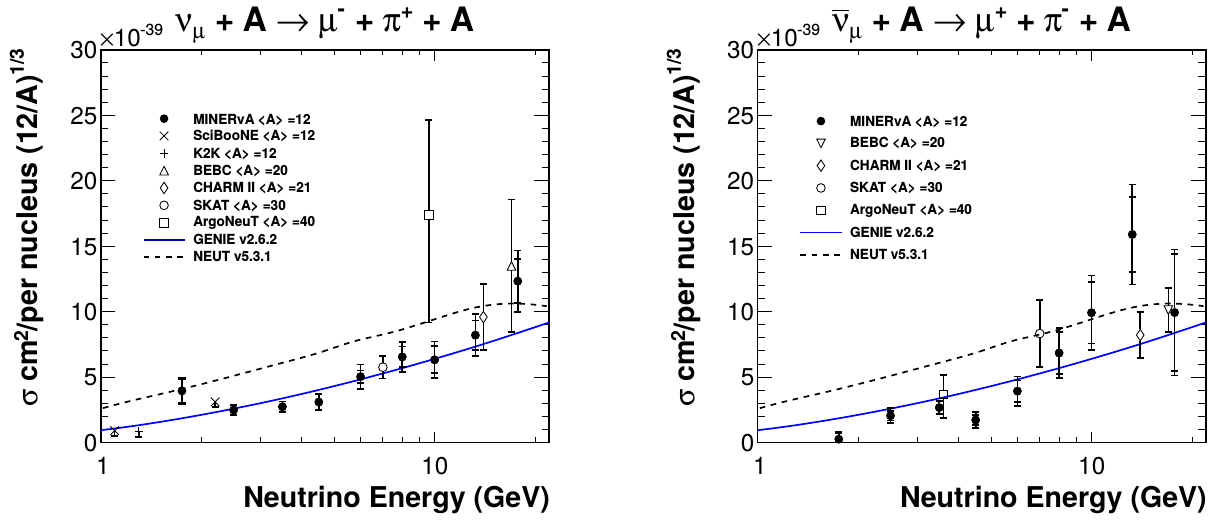 νμ + A → μ- + π+ + A
×10-39
30
25
20
15
10
5
0
σ cm2/per nucleus (12/A)1/3
MINERvA <A> =12
SciBooNE <A> =12
K2K <A> =12
BEBC <A> =20
CHARM II <A> =21
SKAT <A> =30
ArgoNeuT <A> =40
GENIE v2.6.2
NEUT v5.3.1
1
10
Neutrino Energy (GeV)
ν̅μ + A → μ+ + π- + A
×10-39
30
25
20
15
10
5
0
σ cm2/per nucleus (12/A)1/3
MINERvA <A> =12
BEBC <A> =20
CHARM II <A> =21
SKAT <A> =30
ArgoNeuT <A> =40
GENIE v2.6.2
NEUT v5.3.1
1
10
Neutrino Energy (GeV)